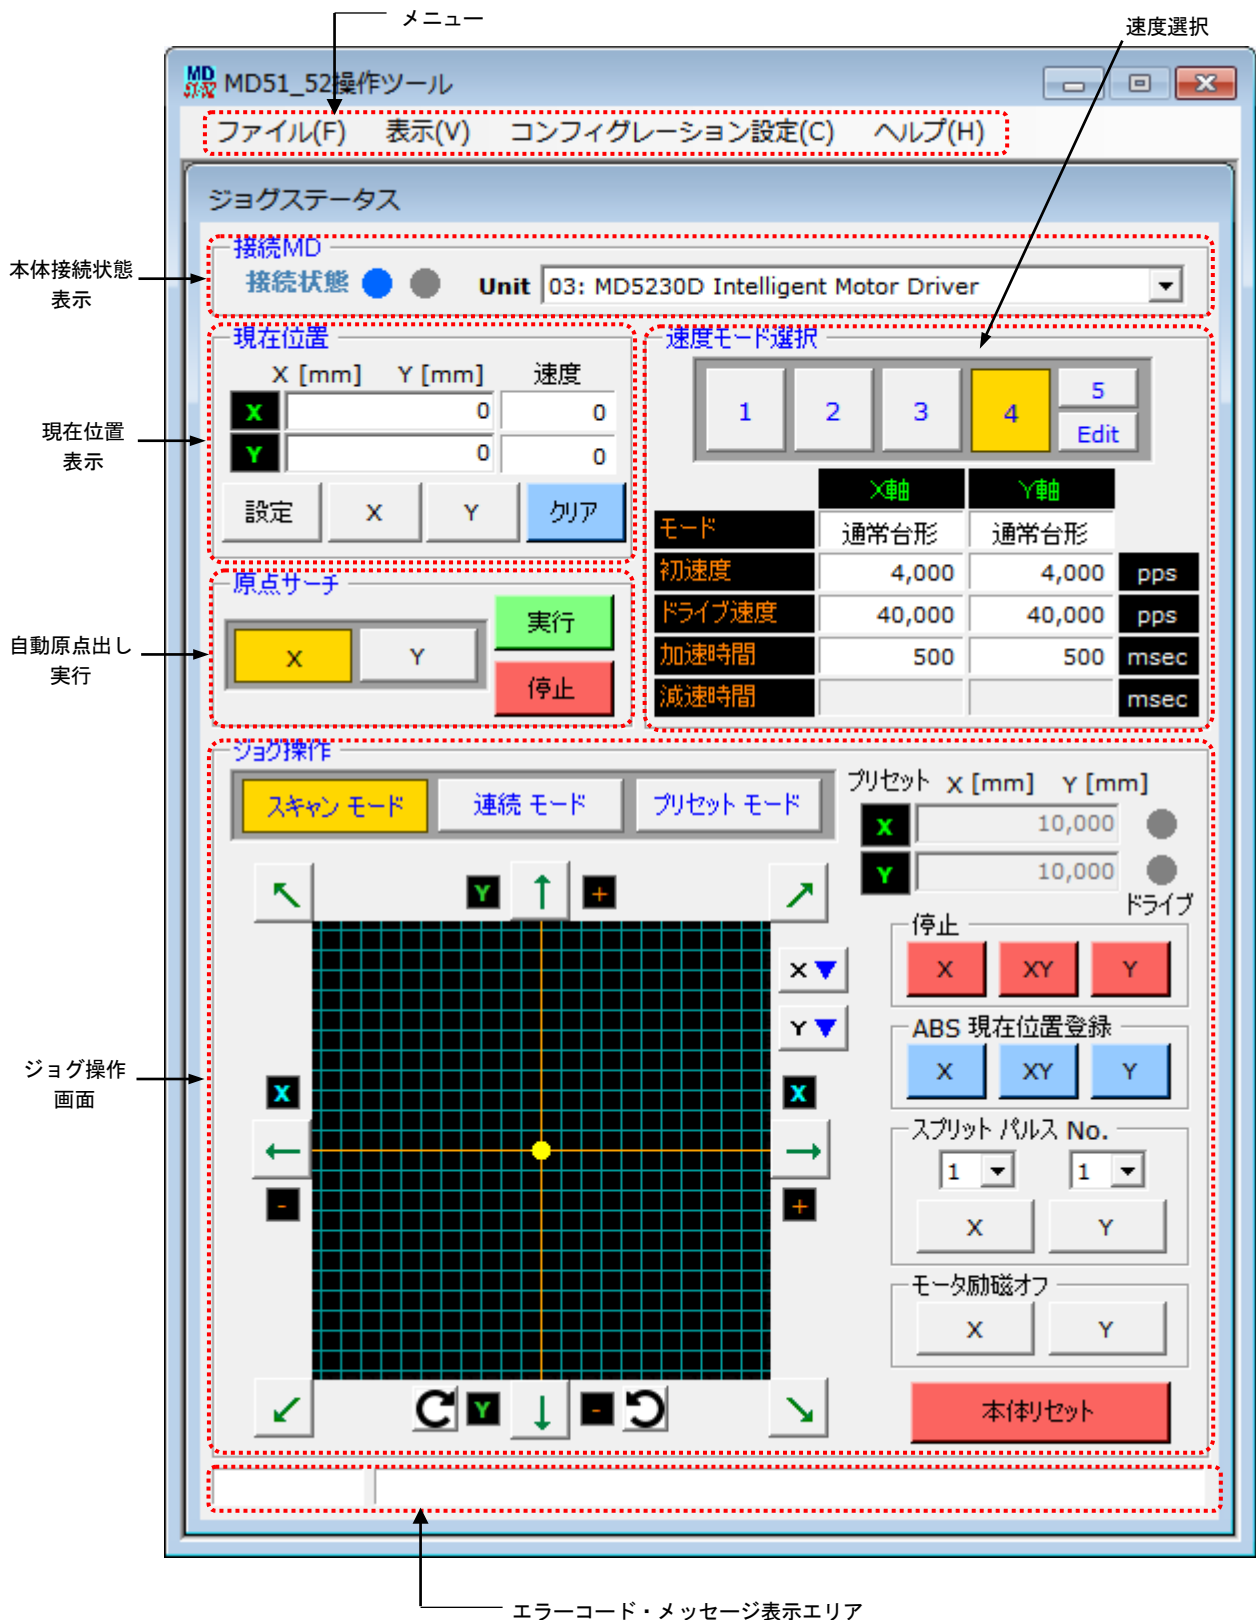 メニュー
速度選択
MD 51/52 MD51_52操作ツール
ファイル(F) 表示(V) コンフィグレーション設定(C) ヘルプ(H)
ジョグステータス
本体接続状態
表示
接続MD
接続状態 Unit 03: MD5230D Intelligent Motor Driver
現在位置
表示
現在位置
X [mm] Y [mm] 速度
X 0 0
Y 0 0
設定 X Y クリア
速度モード選択
1 2 3 4 5
Edit
X軸 Y軸
モード 通常台形 通常台形
初速度 4,000 4,000 pps
ドライブ速度 40,000 40,000 pps
加速時間 500 500 msec
減速時間 msec
自動原点出し
実行
原点サーチ
X Y
実行
停止
ジョグ操作
画面
ジョグ操作
スキャン モード 連続 モード プリセット モード
プリセット X [mm] Y [mm]
X 10,000
Y 10,000
ドライブ
Y ↑ +
X ▼
Y ▼
X X
← →
- +
Y ↓ -
停止
X XY Y
ABS 現在位置登録
X XY Y
スプリット パルス No.
1 1
X Y
モータ励磁オフ
X Y
本体リセット
エラーコード・メッセージ表示エリア